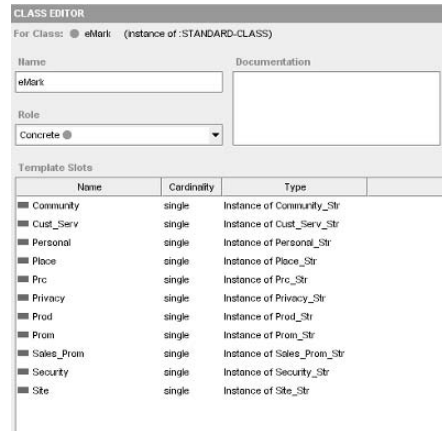 CLASS EDITOR
For Class: eMark (instance of :STANDARD-CLASS)
Name Documentation
eMark
Role
Concrete
Template Slots
Name Cardinality Type
Community single Instance of Community_Str
Cust_Serv single Instance of Cust_Serv_Str
Personal single Instance of Personal_Str
Place single Instance of Place_Str
Prc single Instance of Prc_Str
Privacy single Instance of Privacy_Str
Prod single Instance of Prod_Str
Prom single Instance of Prom_Str
Sales_Prom single Instance of Sales_Prom_Str
Security single Instance of Security_Str
Site single Instance of Site_Str